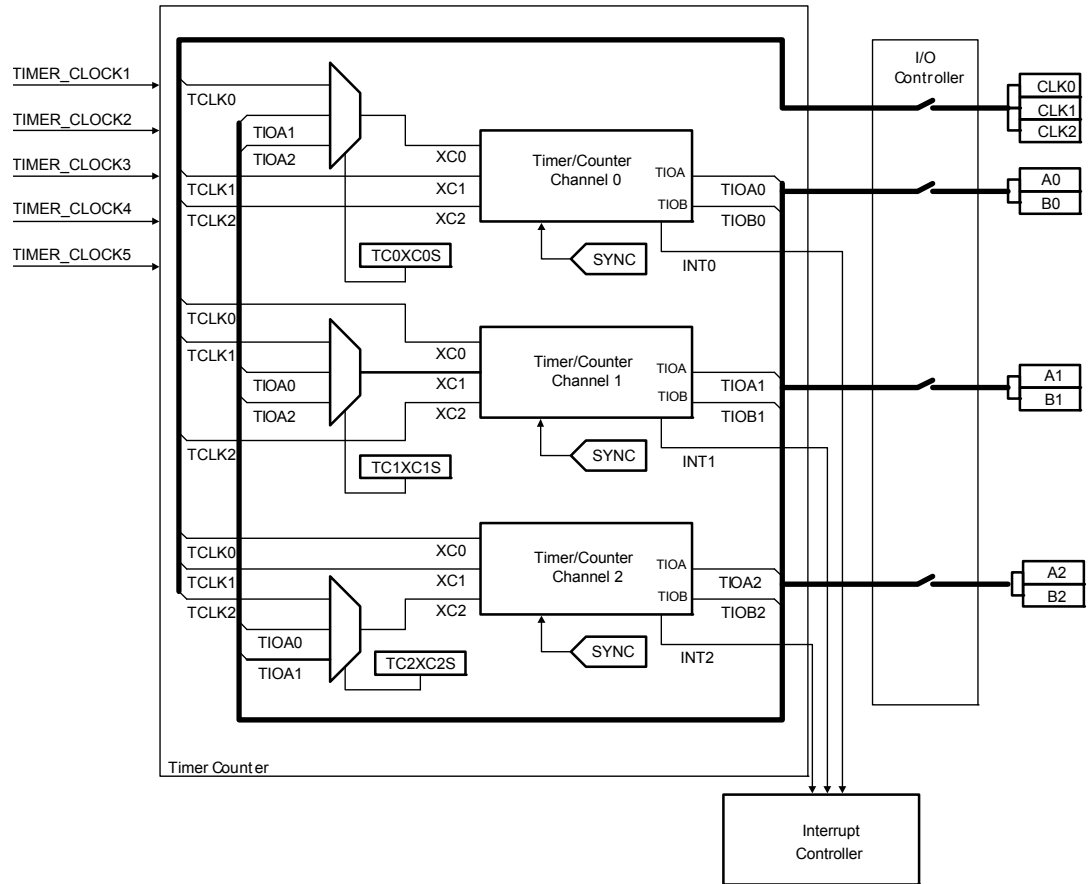 TIMER_CLOCK1
TIMER_CLOCK2
TIMER_CLOCK3
TIMER_CLOCK4
TIMER_CLOCK5
TCLK0
TIOA1
TIOA2
TCLK1
TCLK2
XC0
XC1
XC2
Timer/Counter
Channel 0
TIOA
TIOB
TIOA0
TIOB0
TC0XC0S
SYNC
INT0
TCLK0
TCLK1
TIOA0
TIOA2
TCLK2
XC0
XC1
XC2
Timer/Counter
Channel 1
TIOA
TIOB
TIOA1
TIOB1
TC1XC1S
SYNC
INT1
TCLK0
TCLK1
TCLK2
TIOA0
TIOA1
XC0
XC1
XC2
Timer/Counter
Channel 2
TIOA
TIOB
TIOA2
TIOB2
TC2XC2S
SYNC
INT2
Timer Counter
I/O
Controller
CLK0
CLK1
CLK2
A0
B0
A1
B1
A2
B2
Interrupt
Controller